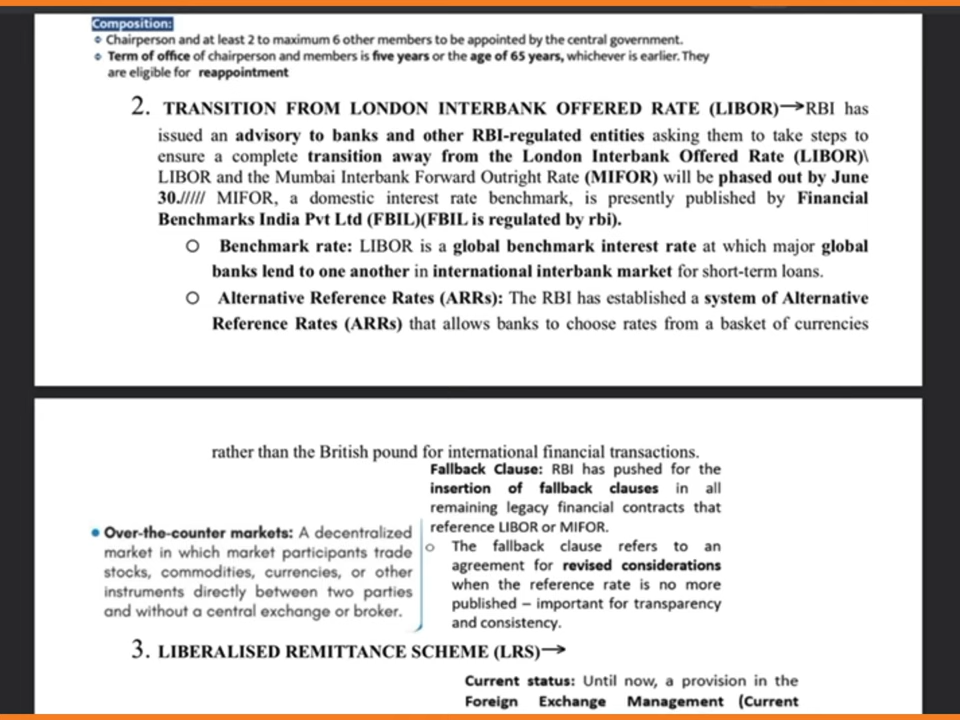 Composition:
Chairperson and at least 2 to maximum 6 other members to be appointed by the central government.
Term of office of chairperson and members is five years or the age of 65 years, whichever is earlier. They
are eligible for reappointment
2. TRANSITION FROM LONDON INTERBANK OFFERED RATE (LIBOR)→RBI has
issued an advisory to banks and other RBI-regulated entities asking them to take steps to
ensure a complete transition away from the London Interbank Offered Rate (LIBOR)\
LIBOR and the Mumbai Interbank Forward Outright Rate (MIFOR) will be phased out by June
30.///// MIFOR, a domestic interest rate benchmark, is presently published by Financial
Benchmarks India Pvt Ltd (FBIL)(FBIL is regulated by rbi).
○ Benchmark rate: LIBOR is a global benchmark interest rate at which major global
banks lend to one another in international interbank market for short-term loans.
○ Alternative Reference Rates (ARRs): The RBI has established a system of Alternative
Reference Rates (ARRs) that allows banks to choose rates from a basket of currencies
rather than the British pound for international financial transactions.
Fallback Clause: RBI has pushed for the
insertion of fallback clauses in all
remaining legacy financial contracts that
reference LIBOR or MIFOR.
○ The fallback clause refers to an
agreement for revised considerations
when the reference rate is no more
published – important for transparency
and consistency.
• Over-the-counter markets: A decentralized
market in which market participants trade
stocks, commodities, currencies, or other
instruments directly between two parties
and without a central exchange or broker.
3. LIBERALISED REMITTANCE SCHEME (LRS)→
Current status: Until now, a provision in the
Foreign Exchange Management (Current